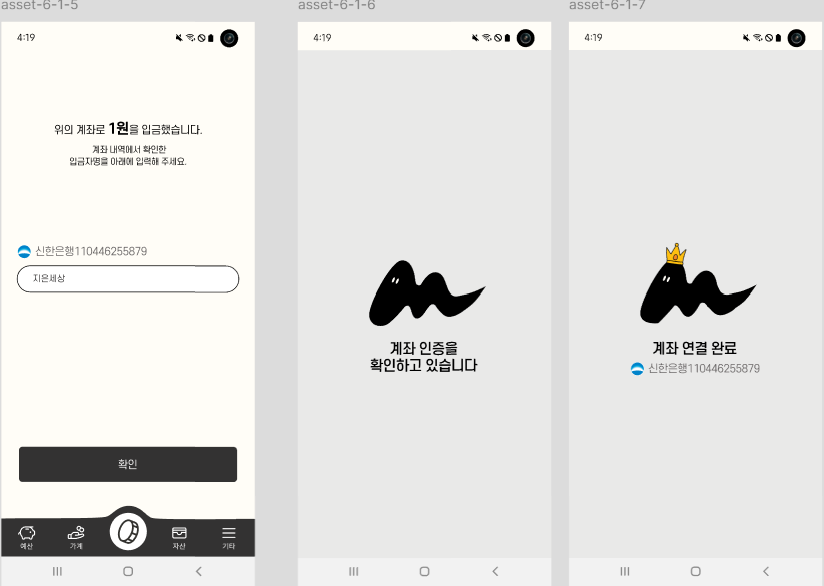 asset-6-1-5
4:19
위의 계좌로 1원을 입금했습니다.
계좌 내역에서 확인한
입금자명을 아래에 입력해 주세요.
신한은행110446255879
지은세상
확인
예산
가계
자산
기타
asset-6-1-6
4:19
계좌 인증을
확인하고 있습니다
asset-6-1-7
4:19
계좌 연결 완료
신한은행110446255879